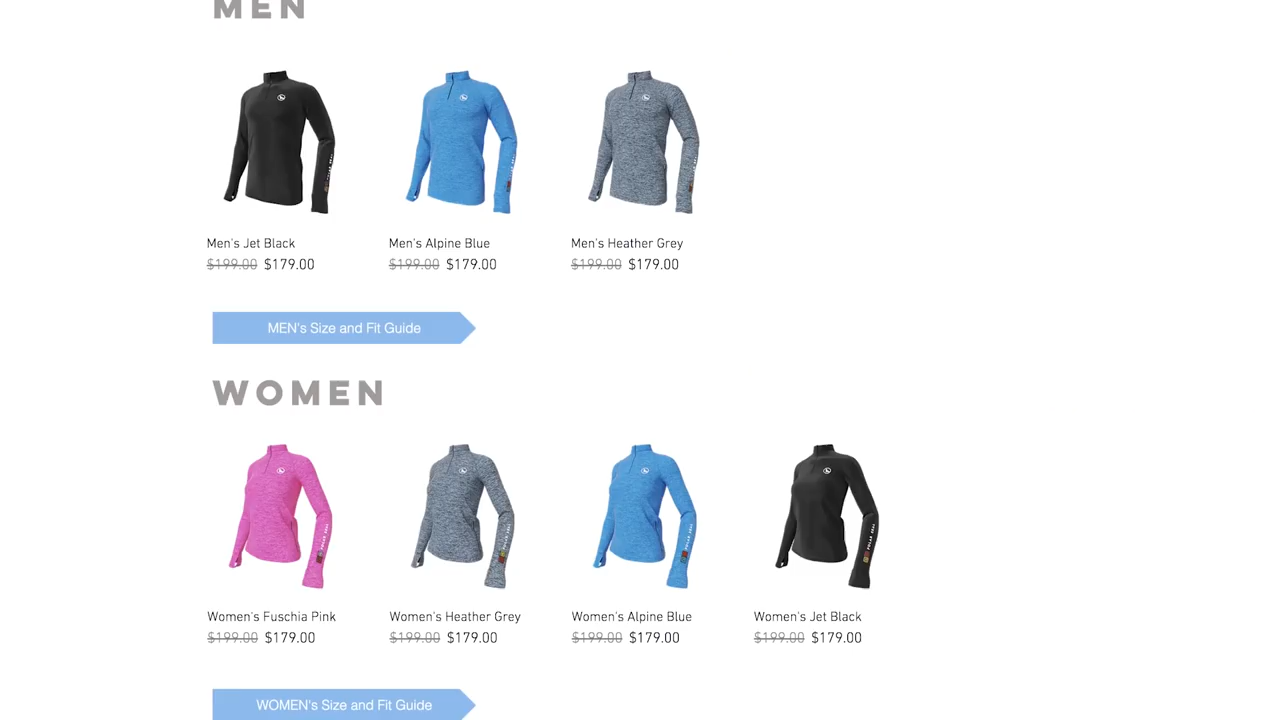 MEN
Men's Jet Black
$199.00 $179.00
Men's Alpine Blue
$199.00 $179.00
Men's Heather Grey
$199.00 $179.00
MEN's Size and Fit Guide
WOMEN
Women's Fuschia Pink
$199.00 $179.00
Women's Heather Grey
$199.00 $179.00
Women's Alpine Blue
$199.00 $179.00
Women's Jet Black
$199.00 $179.00
POLAR SEAL
WOMEN's Size and Fit Guide